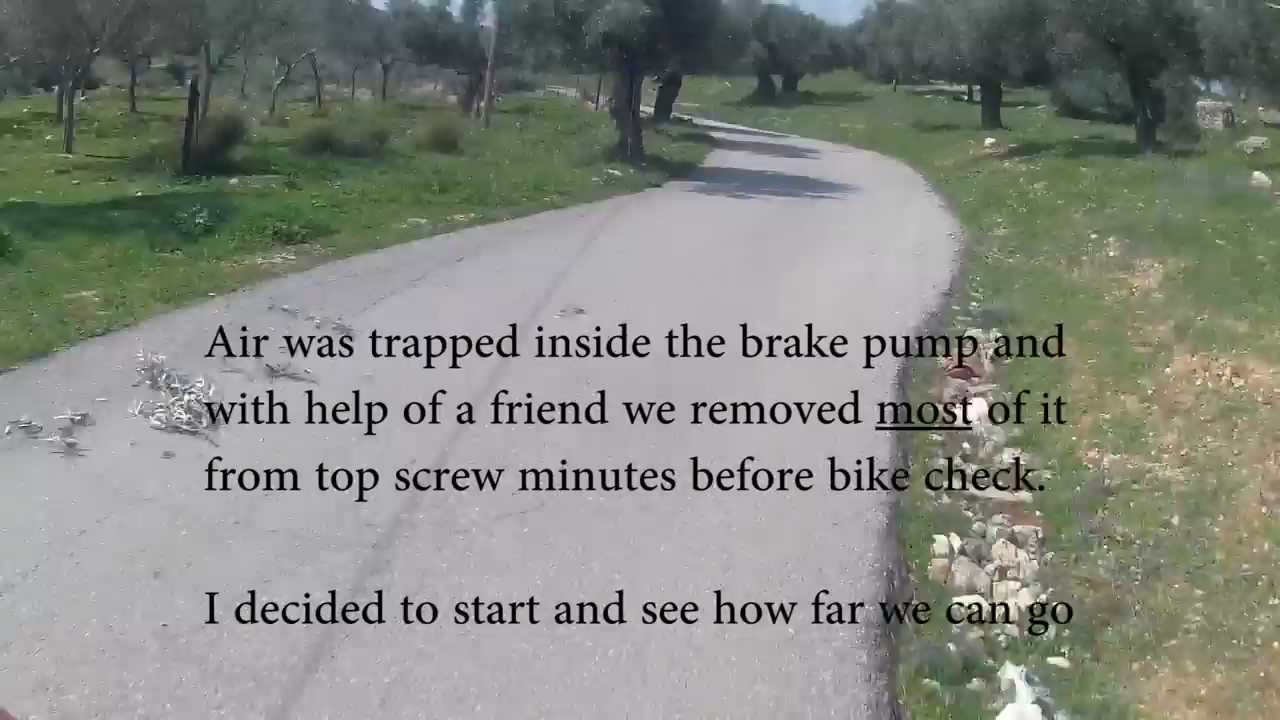 Air was trapped inside the brake pump and
with help of a friend we removed most of it
from top screw minutes before bike check.
I decided to start and see how far we can go